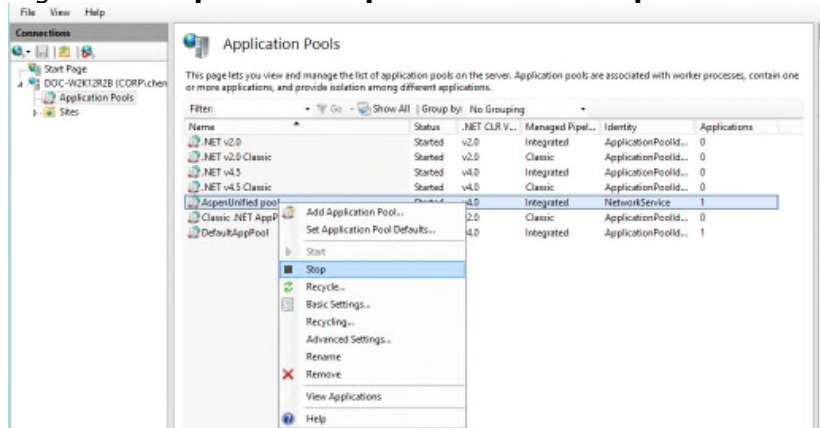 File View Help
Connections
Start Page
DOC-W2K12R2B (CORP\chen
Application Pools
Sites
Application Pools
This page lets you view and manage the list of application pools on the server. Application pools are associated with worker processes, contain one
or more applications, and provide isolation among different applications.
Filter: Go Show All Group by: No Grouping
Name Status .NET CLR V... Managed Pipel... Identity Applications
.NET v2.0 Started v2.0 Integrated ApplicationPoolId... 0
.NET v2.0 Classic Started v2.0 Classic ApplicationPoolId... 0
.NET v4.5 Started v4.0 Integrated ApplicationPoolId... 0
.NET v4.5 Classic Started v4.0 Classic ApplicationPoolId... 0
AspenUnified pool v4.0 Integrated NetworkService 1
Classic .NET AppP v2.0 Classic ApplicationPoolId... 0
DefaultAppPool v4.0 Integrated ApplicationPoolId... 1
Add Application Pool...
Set Application Pool Defaults...
Start
Stop
Recycle...
Basic Settings...
Recycling...
Advanced Settings...
Rename
Remove
View Applications
Help